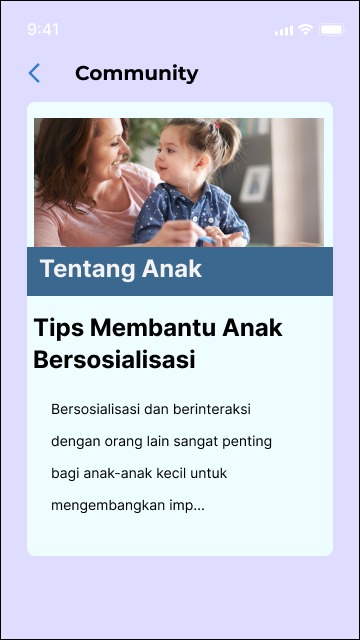 9:41
Community
Tentang Anak
Tips Membantu Anak
Bersosialisasi
Bersosialisasi dan berinteraksi
dengan orang lain sangat penting
bagi anak-anak kecil untuk
mengembangkan imp...